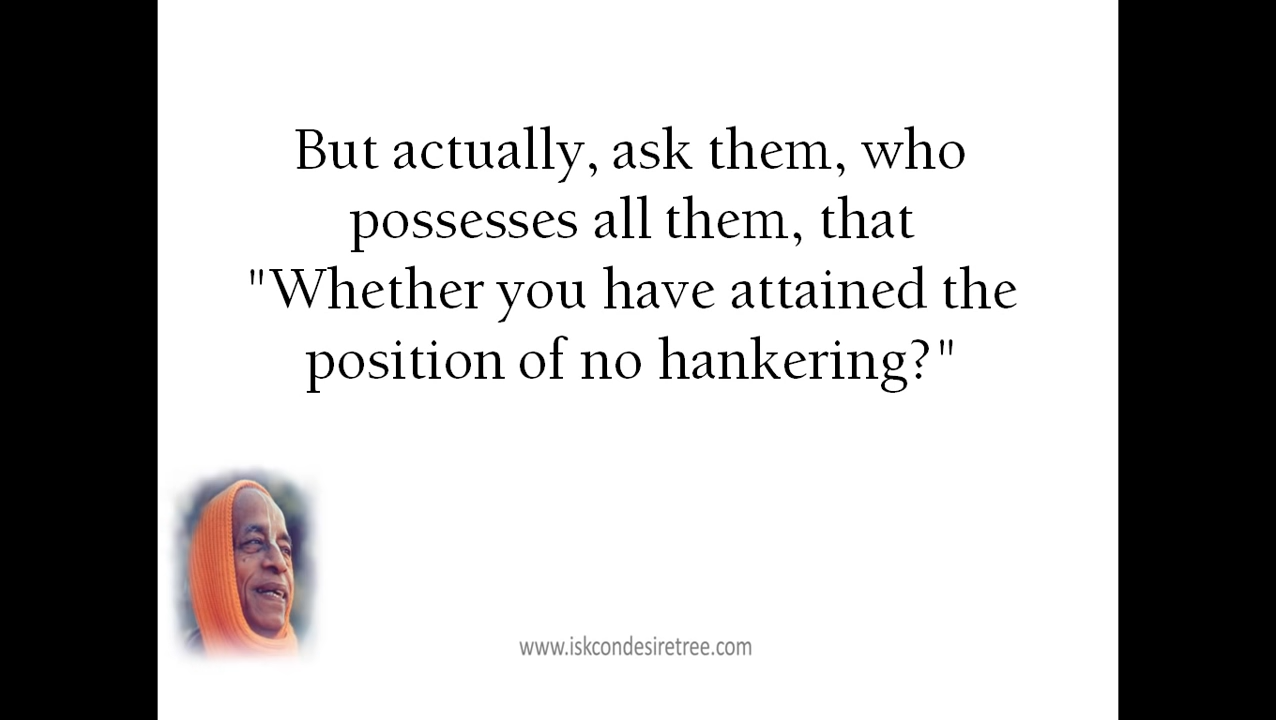 But actually, ask them, who
possesses all them, that
"Whether you have attained the
position of no hankering?"
www.iskcondesiretree.com